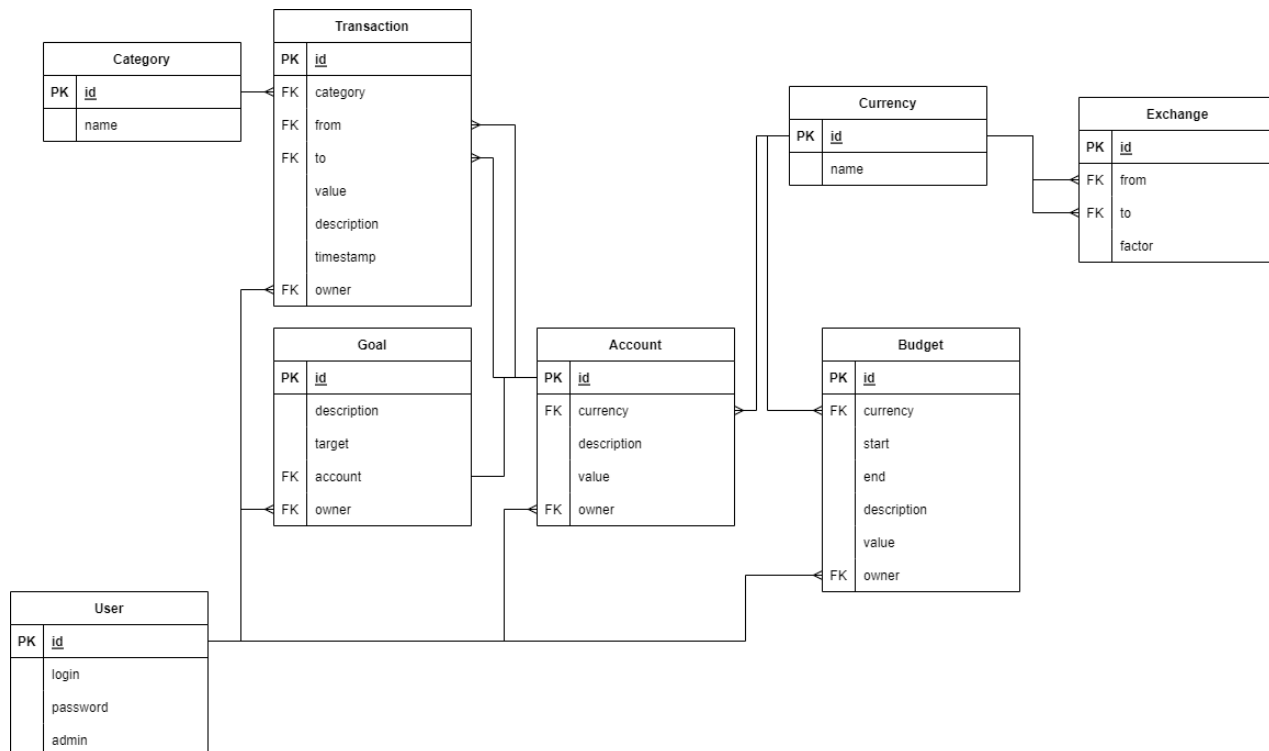 Category
PK id
name
Transaction
PK id
FK category
FK from
FK to
value
description
timestamp
FK owner
Currency
PK id
name
Exchange
PK id
FK from
FK to
factor
Goal
PK id
description
target
FK account
FK owner
Account
PK id
FK currency
description
value
FK owner
Budget
PK id
FK currency
start
end
description
value
FK owner
User
PK id
login
password
admin